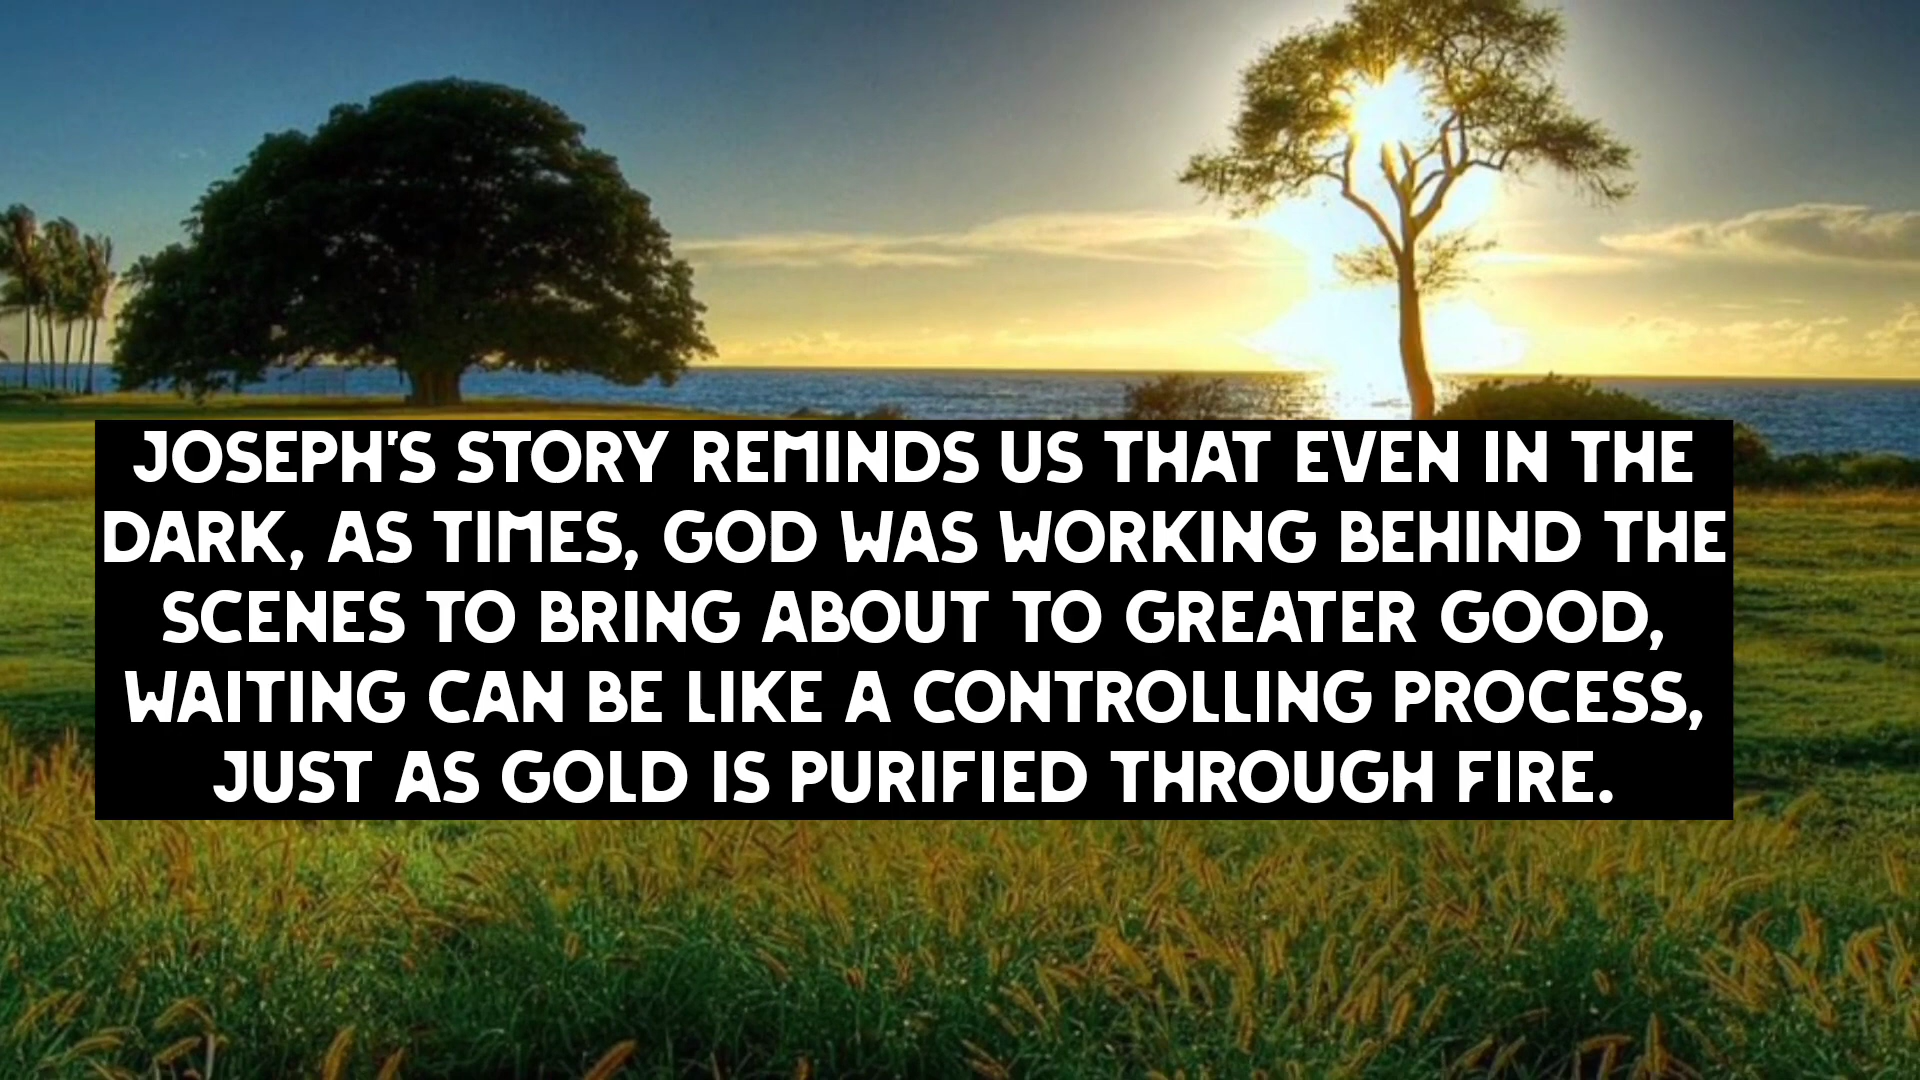 JOSEPH'S STORY REMINDS US THAT EVEN IN THE
DARK, AS TIMES, GOD WAS WORKING BEHIND THE
SCENES TO BRING ABOUT TO GREATER GOOD,
WAITING CAN BE LIKE A CONTROLLING PROCESS,
JUST AS GOLD IS PURIFIED THROUGH FIRE.